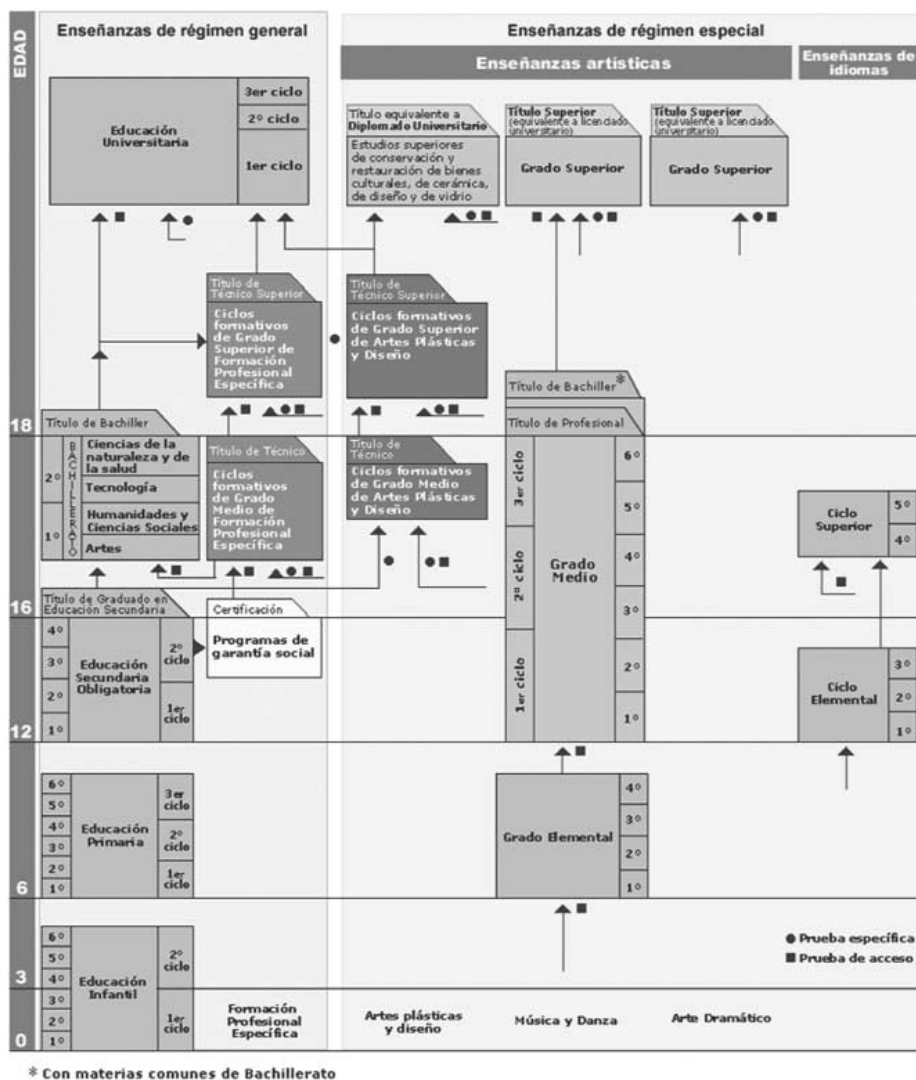 EDAD
Enseñanzas de régimen general
Enseñanzas de régimen especial
Enseñanzas artísticas
Enseñanzas de
idiomas
Educación
Universitaria
3er ciclo
2º ciclo
1er ciclo
Título equivalente a
Diplomado Universitario
Estudios superiores
de conservación y
restauración de bienes
culturales, de cerámica,
de diseño y de vidrio
Título Superior
(equivalente a licenciado
universitario)
Grado Superior
Título Superior
(equivalente a licenciado
universitario)
Grado Superior
Título de
Técnico Superior
Ciclos
formativos
de Grado
Superior de
Formación
Profesional
Específica
Título de
Técnico Superior
Ciclos formativos
de Grado Superior
de Artes Plásticas
y Diseño
Título de Bachiller*
Título de Profesional
18
Título de Bachiller
2º
1º
BACHILLERATO
Ciencias de la
naturaleza y de
la salud
Tecnología
Humanidades y
Ciencias Sociales
Artes
Título de Técnico
Ciclos
formativos
de Grado
Medio de
Formación
Profesional
Específica
Título de
Técnico
Ciclos formativos
de Grado Medio
de Artes Plásticas
y Diseño
3er ciclo
2º ciclo
1er ciclo
Grado
Medio
6º
5º
4º
3º
2º
1º
Ciclo
Superior
5º
4º
16
Título de Graduado en
Educación Secundaria
4º
3º
2º
1º
Educación
Secundaria
Obligatoria
2º
ciclo
1er
ciclo
Certificación
Programas de
garantía social
Ciclo
Elemental
3º
2º
1º
12
6º
5º
4º
3º
2º
1º
Educación
Primaria
3er
ciclo
2º
ciclo
1er
ciclo
Grado Elemental
4º
3º
2º
1º
6
6º
5º
4º
3º
2º
1º
Educación
Infantil
2º
ciclo
1er
ciclo
3
0
Prueba específica
Prueba de acceso
Formación
Profesional
Específica
Artes plásticas
y diseño
Música y Danza
Arte Dramático
* Con materias comunes de Bachillerato